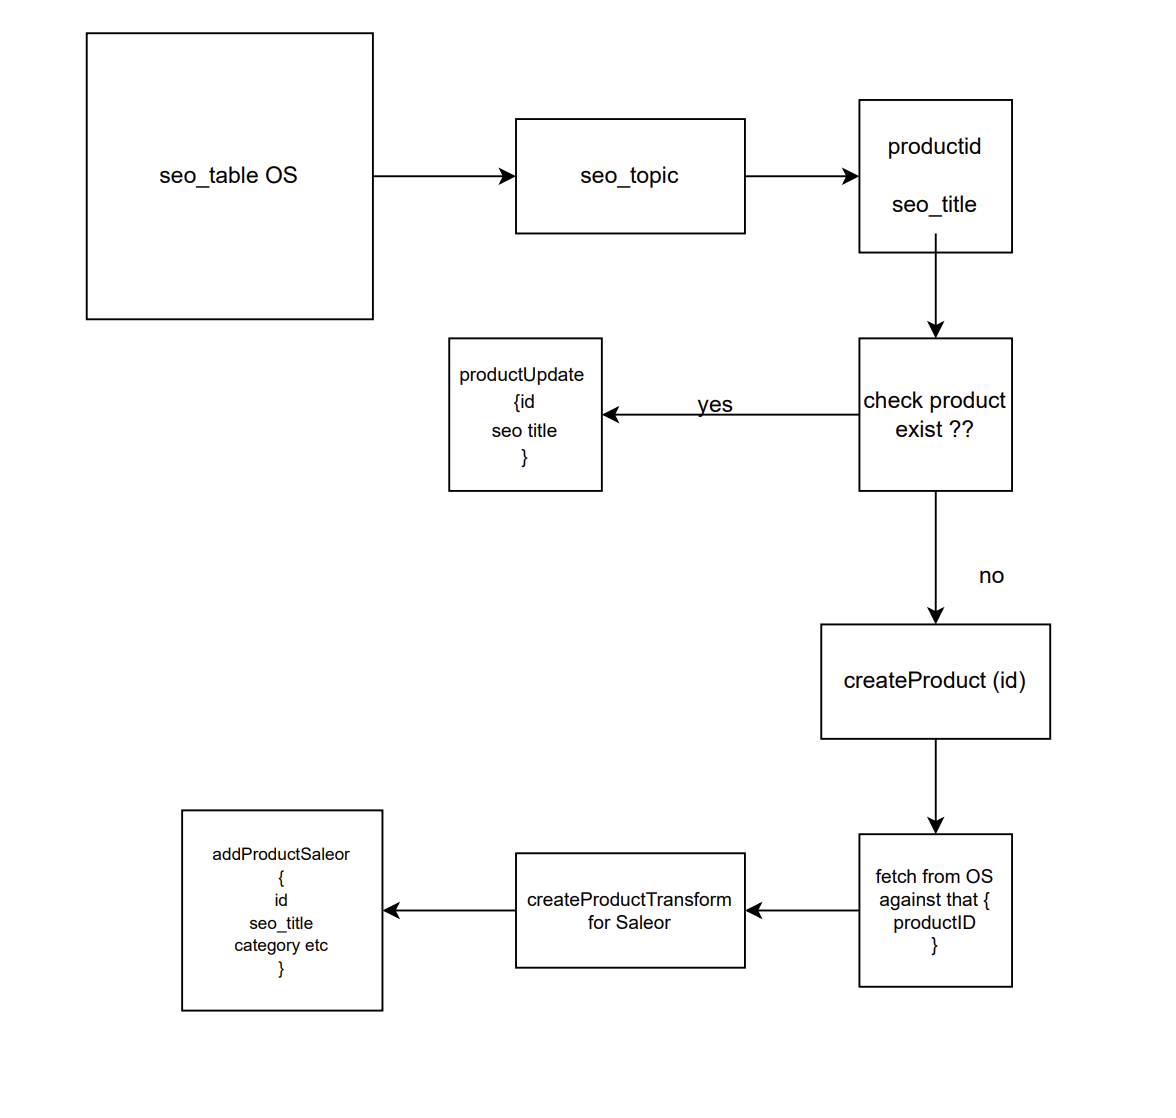 seo_table OS
seo_topic
productid
seo_title
productUpdate
{id
seo title
}
yes
check product
exist ??
no
createProduct (id)
fetch from OS
against that {
productID
}
createProductTransform
for Saleor
addProductSaleor
{
id
seo_title
category etc
}